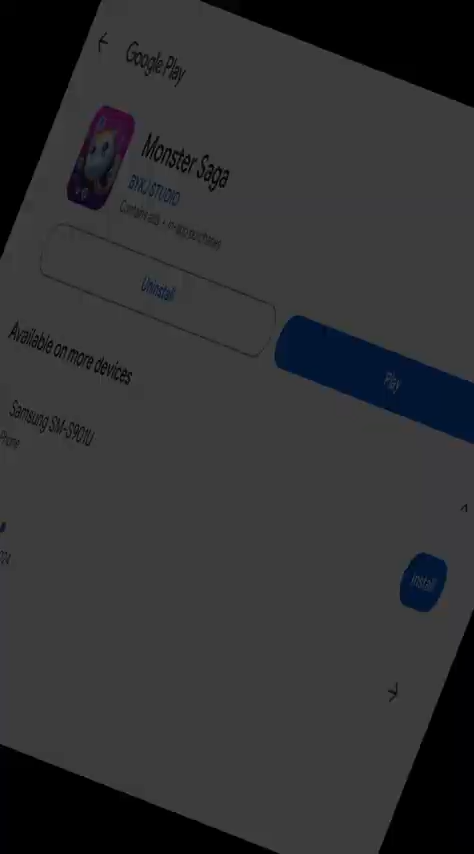 Google Play
Monster Saga
BYKJ STUDIO
Contains ads • In-app purchases
Uninstall
Play
Available on more devices
Samsung SM-S901U
Phone
Install